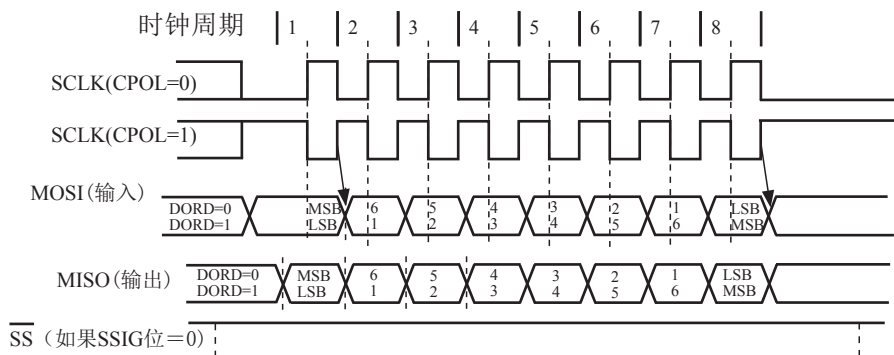 时钟周期 1 2 3 4 5 6 7 8
SCLK(CPOL=0)
SCLK(CPOL=1)
MOSI(输入)
DORD=0 MSB 6 5 4 3 2 1 LSB
DORD=1 LSB 1 2 3 4 5 6 MSB
MISO(输出)
DORD=0 MSB 6 5 4 3 2 1 LSB
DORD=1 LSB 1 2 3 4 5 6 MSB
SS (如果SSIG位=0)